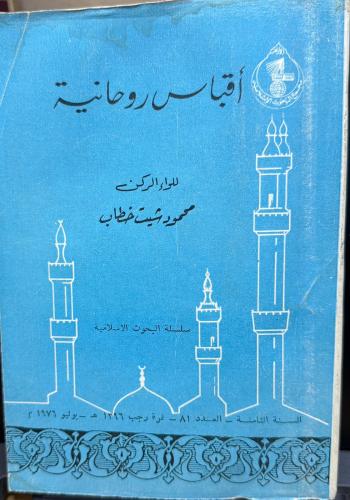 أقباس روحانية
للواء الركن
محمود شيت خطاب
سلسلة البحوث الإسلامية
السنة الثامنة – العدد ٨١ – غرة رجب ١٣٩٦ هـ – يوليو ١٩٧٦ م